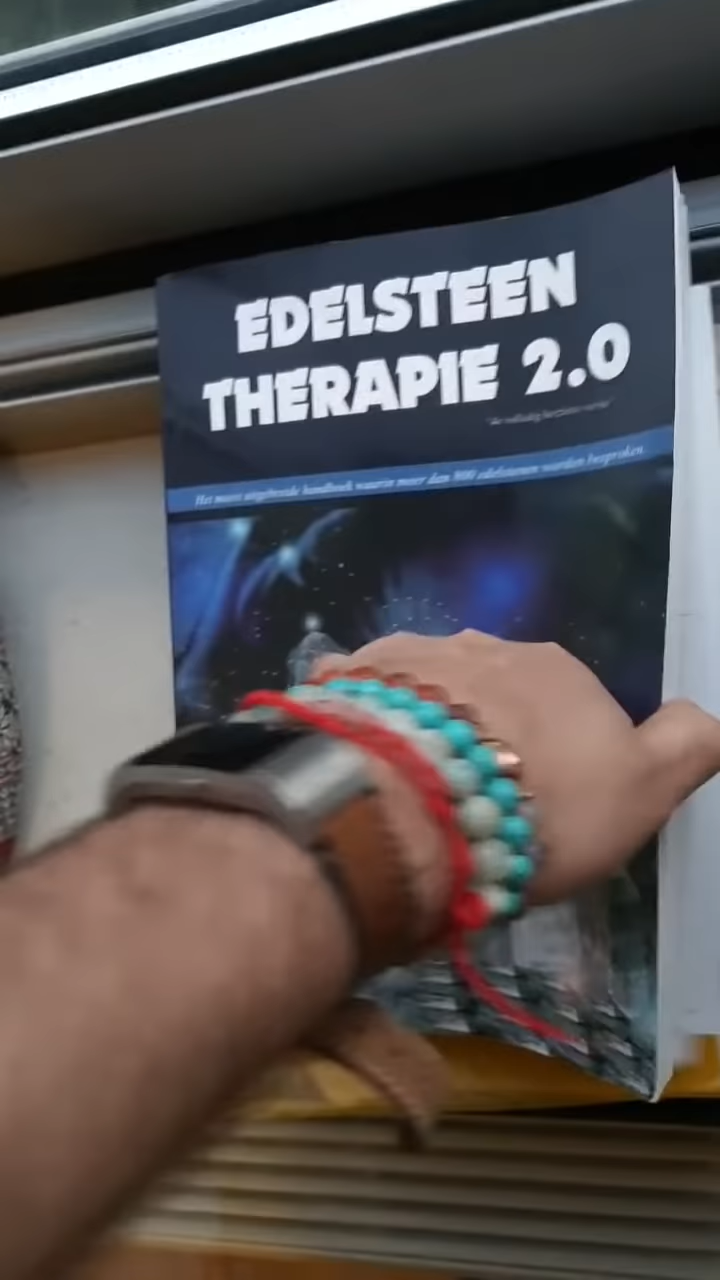 EDELSTEEN
THERAPIE 2.0
Het meest uitgebreide handboek waarin meer dan 800 edelstenen worden besproken